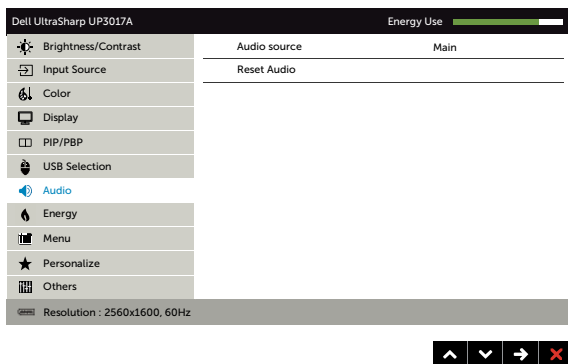 Dell UltraSharp UP3017A Energy Use
Brightness/Contrast Audio source Main
Input Source Reset Audio
Color
Display
PIP/PBP
USB Selection
Audio
Energy
Menu
Personalize
Others
Resolution : 2560x1600, 60Hz